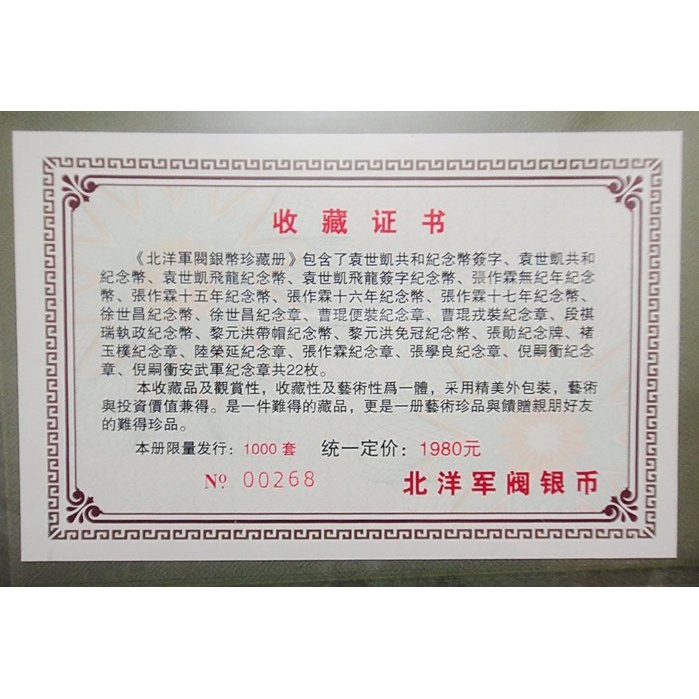 收藏证书
《北洋軍閥銀幣珍藏册》包含了袁世凱共和紀念幣簽字、袁世凱共和
紀念幣、袁世凱飛龍紀念幣、袁世凱飛龍簽字紀念幣、張作霖無紀年紀念
幣、張作霖十五年紀念幣、張作霖十六年紀念幣、張作霖十七年紀念幣、
徐世昌紀念幣、徐世昌紀念章、曹琨便裝紀念章、曹琨戎裝紀念章、段祺
瑞執政紀念幣、黎元洪帶帽紀念幣、黎元洪免冠紀念幣、張勛紀念牌、褚
玉樸紀念章、陸榮延紀念章、張作霖紀念章、張學良紀念章、倪嗣衝紀念
章、倪嗣衝安武軍紀念章共22枚。
本收藏品及觀賞性，收藏性及藝術性爲一體，采用精美外包裝，藝術
與投資價值兼得。是一件難得的藏品，更是一册藝術珍品與饋贈親朋好友
的難得珍品。
本册限量发行：1000 套 统一定价：1980元
Nº 00268 北洋军阀银币